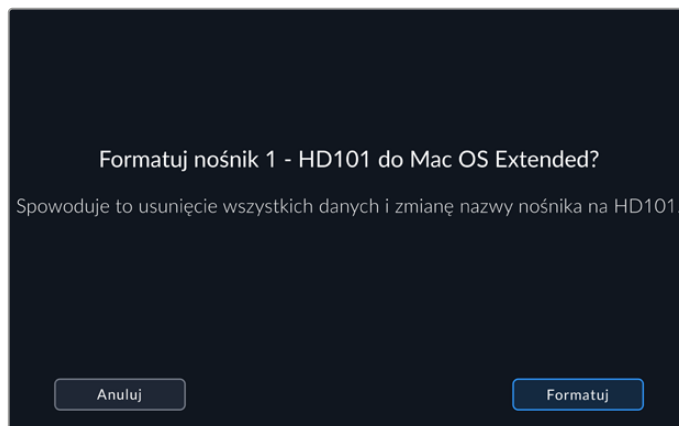 Formatuj nośnik 1 - HD101 do Mac OS Extended?
Spowoduje to usunięcie wszystkich danych i zmianę nazwy nośnika na HD101.
Anuluj
Formatuj